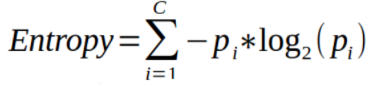 Entropy = ∑_{i=1}^{C} −p_i * log_2(p_i)